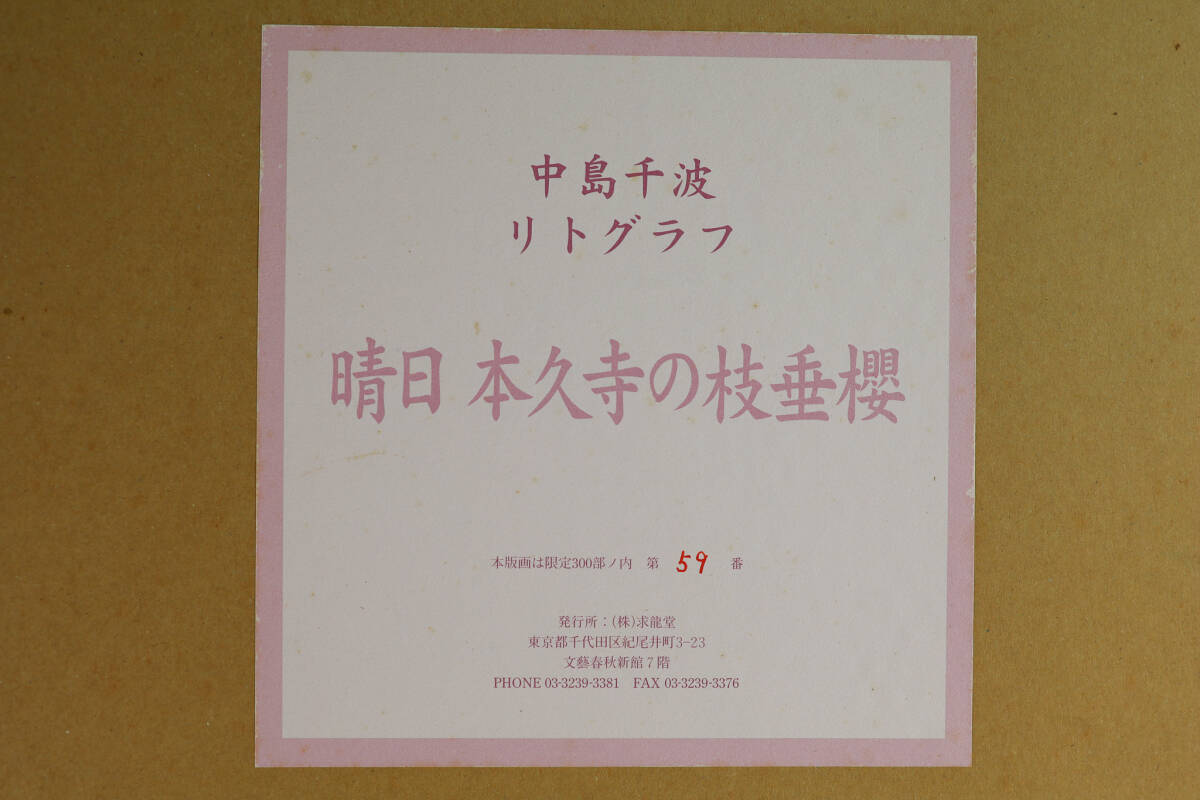 中島千波
リトグラフ
晴日 本久寺の枝垂櫻
本版画は限定300部ノ内 第 59 番
発行所：(株)求龍堂
東京都千代田区紀尾井町3-23
文藝春秋新館7階
PHONE 03-3239-3381 FAX 03-3239-3376